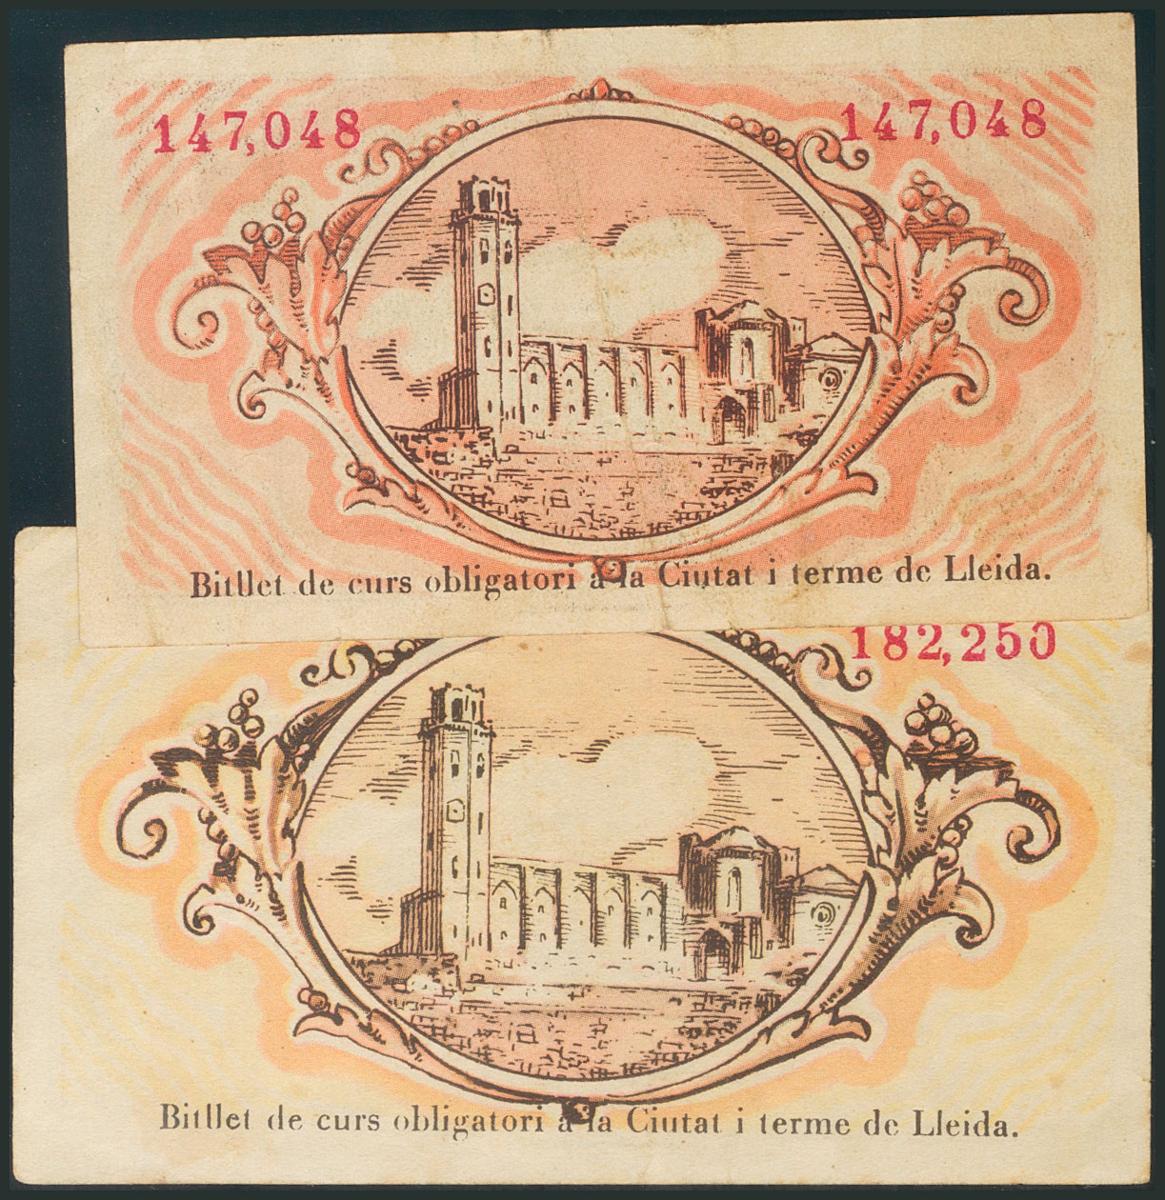 147,048 147,048
Bitllet de curs obligatori à la Ciutat i terme de Lleida.
182,250
Bitllet de curs obligatori à la Ciutat i terme de Lleida.